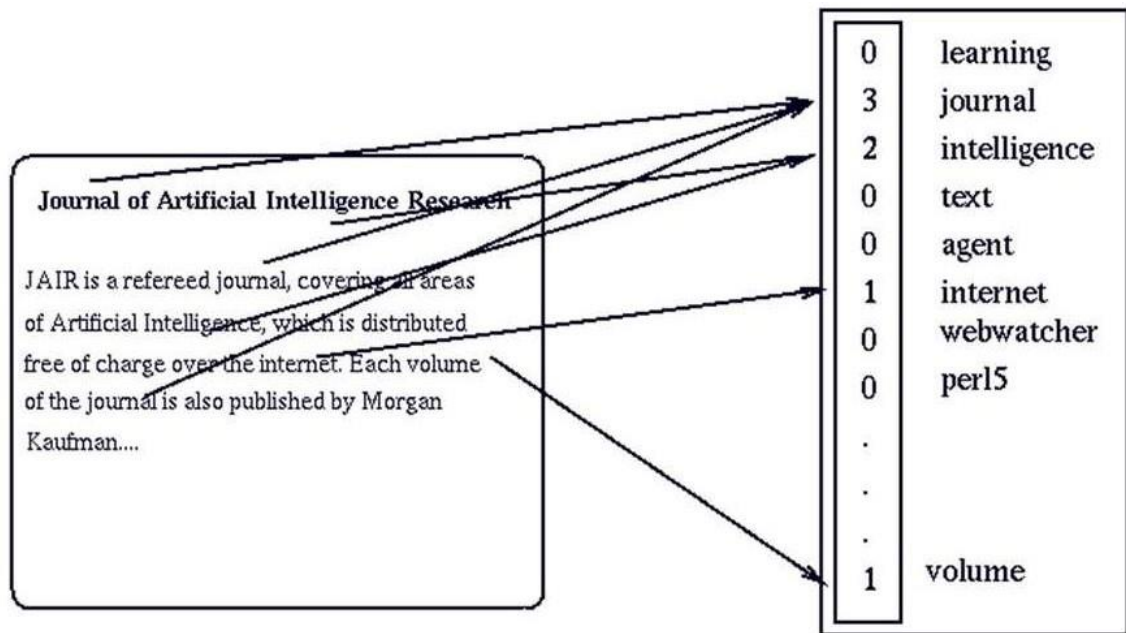 Journal of Artificial Intelligence Research
JAIR is a refereed journal, covering all areas
of Artificial Intelligence, which is distributed
free of charge over the internet. Each volume
of the journal is also published by Morgan
Kaufman....
0 learning
3 journal
2 intelligence
0 text
0 agent
1 internet
0 webwatcher
0 perl5
.
.
.
1 volume